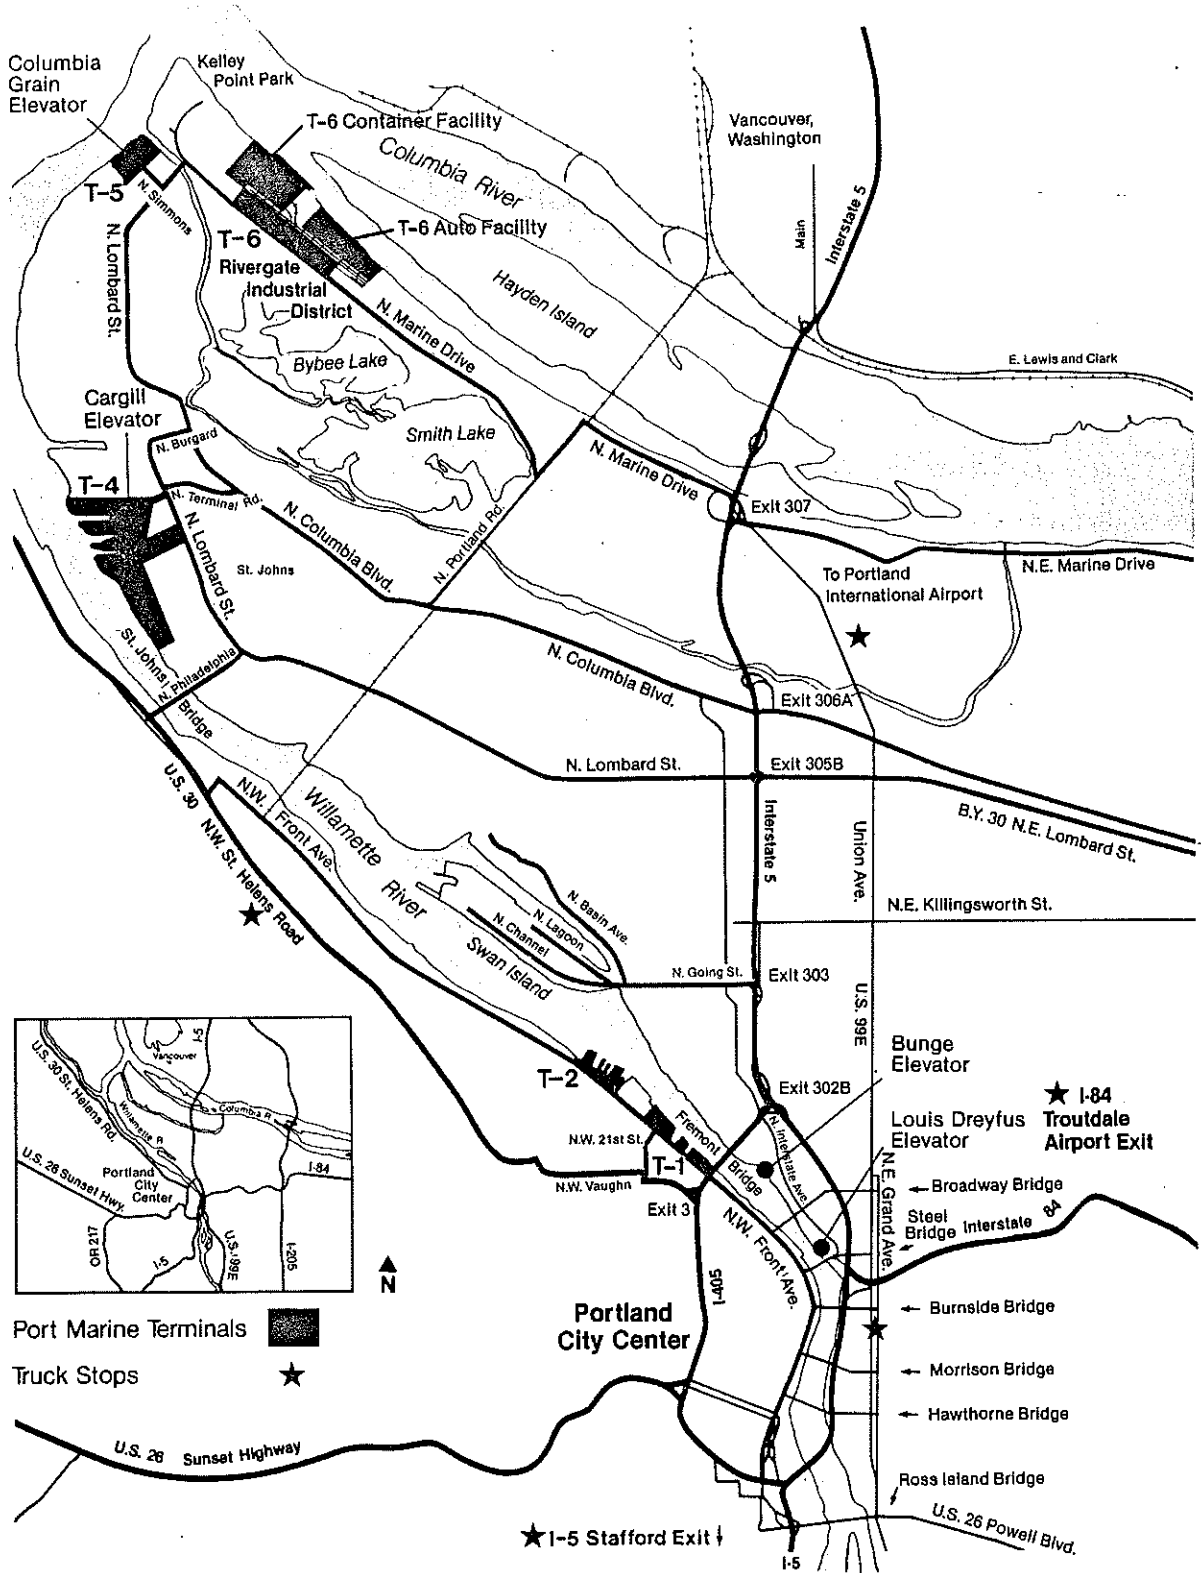 Columbia
Grain
Elevator
Kelley
Point Park
T-6 Container Facility
Columbia River
Vancouver,
Washington
T-5
N. Simmons
T-6
T-6 Auto Facility
Rivergate
Industrial
District
N. Lombard St.
Hayden Island
N. Marine Drive
Main
Interstate 5
Bybee Lake
E. Lewis and Clark
Cargill
Elevator
N. Burgard
Smith Lake
T-4
N. Terminal Rd.
N. Marine Drive
Exit 307
N. Columbia Blvd.
N. Portland Rd.
N. Lombard St.
St. Johns
To Portland
International Airport
N.E. Marine Drive
St. Johns
Bridge
N. Philadelphia
N. Columbia Blvd.
Exit 306A
U.S. 30
N.W. St. Helens Road
N.W.
Front Ave.
Willamette
River
N. Lombard St.
Exit 305B
Interstate 5
Union Ave.
B.Y. 30 N.E. Lombard St.
N. Basin Ave.
N. Lagoon
N. Channel
Swan Island
N.E. Killingsworth St.
N. Going St.
Exit 303
U.S. 99E
Bunge
Elevator
T-2
Exit 302B
Louis Dreyfus
Elevator
I-84
Troutdale
Airport Exit
N.W. 21st St.
T-1
Fremont
Bridge
N. Interstate Ave.
N.W. Vaughn
Exit 3
N.W. Front Ave.
N.E. Grand Ave.
Broadway Bridge
Steel
Bridge
Interstate 84
I-405
Burnside Bridge
Portland
City Center
Morrison Bridge
Hawthorne Bridge
Ross Island Bridge
U.S. 26 Powell Blvd.
I-5 Stafford Exit
I-5
U.S. 26 Sunset Highway
U.S. 30 St. Helens Rd.
Vancouver
I-5
Columbia R.
Willamette R.
I-84
U.S. 26 Sunset Hwy.
Portland
City
Center
OR 217
I-5
U.S. 99E
I-205
N
Port Marine Terminals
Truck Stops